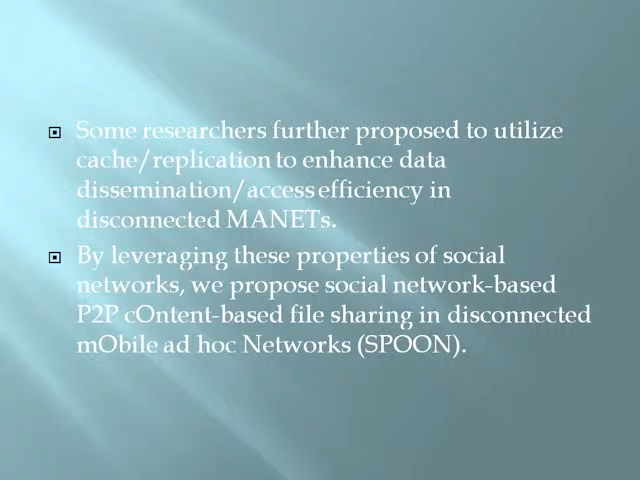 Some researchers further proposed to utilize
cache/replication to enhance data
dissemination/access efficiency in
disconnected MANETs.
By leveraging these properties of social
networks, we propose social network-based
P2P cOntent-based file sharing in disconnected
mObile ad hoc Networks (SPOON).